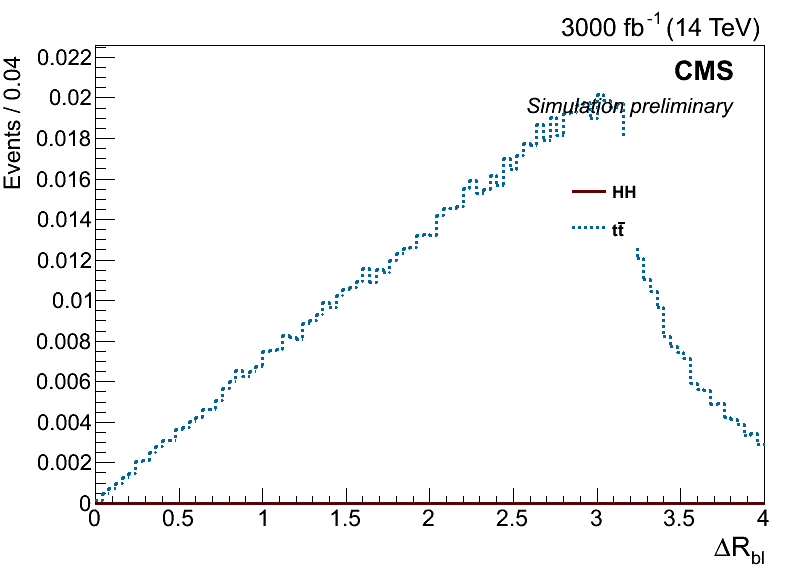 3000 fb⁻¹ (14 TeV)
CMS
Simulation preliminary
Events / 0.04
0.022
0.02
0.018
0.016
0.014
0.012
0.01
0.008
0.006
0.004
0.002
0
HH
tt̄
0 0.5 1 1.5 2 2.5 3 3.5 4
ΔR_bl